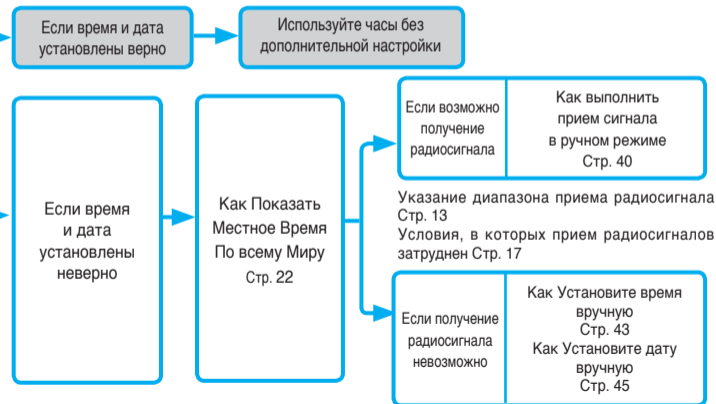 Если время и дата
установлены верно
Используйте часы без
дополнительной настройки
Если время
и дата
установлены
неверно
Как Показать
Местное Время
По всему Миру
Стр. 22
Если возможно
получение
радиосигнала
Как выполнить
прием сигнала
в ручном режиме
Стр. 40
Указание диапазона приема радиосигнала
Стр. 13
Условия, в которых прием радиосигналов
затруднен Стр. 17
Если получение
радиосигнала
невозможно
Как Установите время
вручную
Стр. 43
Как Установите дату
вручную
Стр. 45